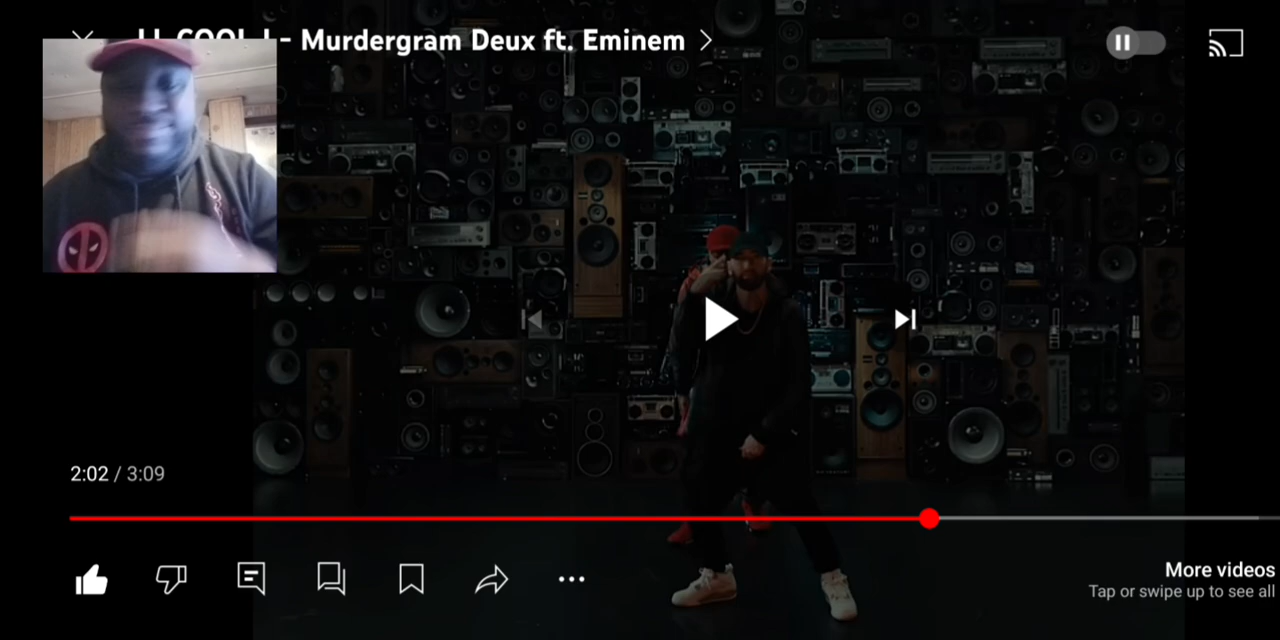 - Murdergram Deux ft. Eminem
2:02 / 3:09
More videos
Tap or swipe up to see all